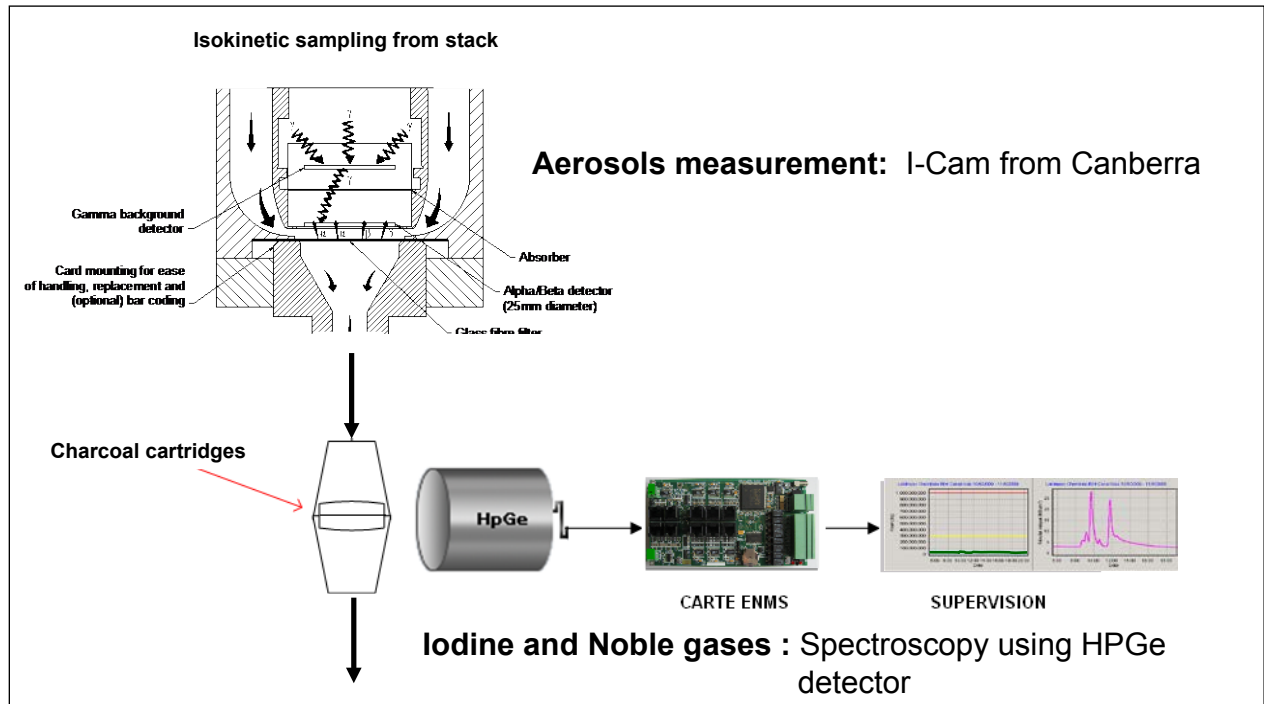 Isokinetic sampling from stack
Aerosols measurement: I-Cam from Canberra
Gamma background
detector
Absorber
Card mounting for ease
of handling, replacement and
(optional) bar coding
Alpha/Beta detector
(25mm diameter)
Glass fibre filter
Charcoal cartridges
HpGe
CARTE ENMS
SUPERVISION
Iodine and Noble gases : Spectroscopy using HPGe
detector